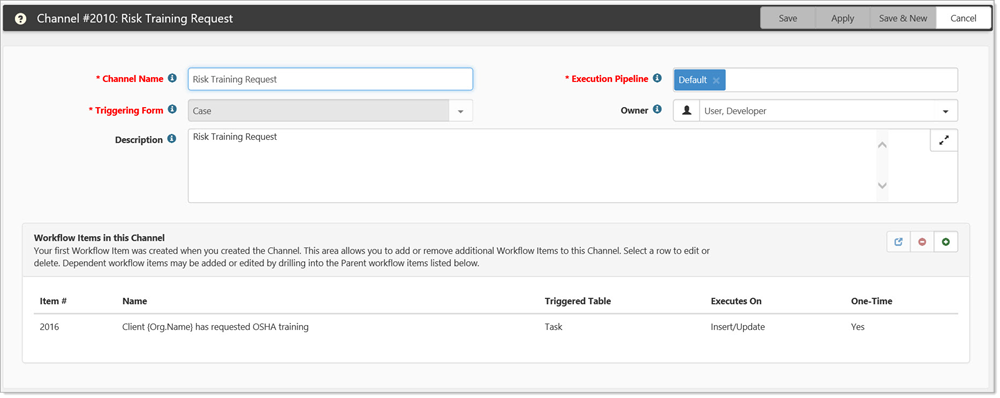 Channel #2010: Risk Training Request
Save Apply Save & New Cancel
* Channel Name Risk Training Request
* Execution Pipeline Default ×
* Triggering Form Case
Owner User, Developer
Description Risk Training Request
Workflow Items in this Channel
Your first Workflow Item was created when you created the Channel. This area allows you to add or remove additional Workflow Items to this Channel. Select a row to edit or
delete. Dependent workflow items may be added or edited by drilling into the Parent workflow items listed below.
Item # Name Triggered Table Executes On One-Time
2016 Client {Org.Name} has requested OSHA training Task Insert/Update Yes